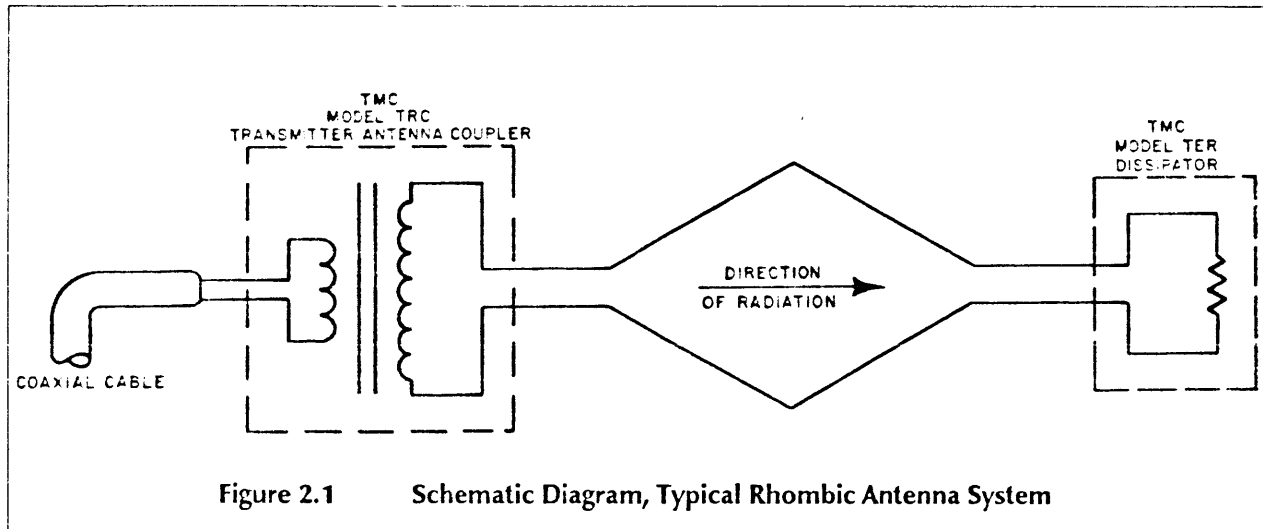 TMC
MODEL TRC
TRANSMITTER ANTENNA COUPLER
TMC
MODEL TER
DISSIPATOR
DIRECTION
OF RADIATION
COAXIAL CABLE
Figure 2.1 Schematic Diagram, Typical Rhombic Antenna System